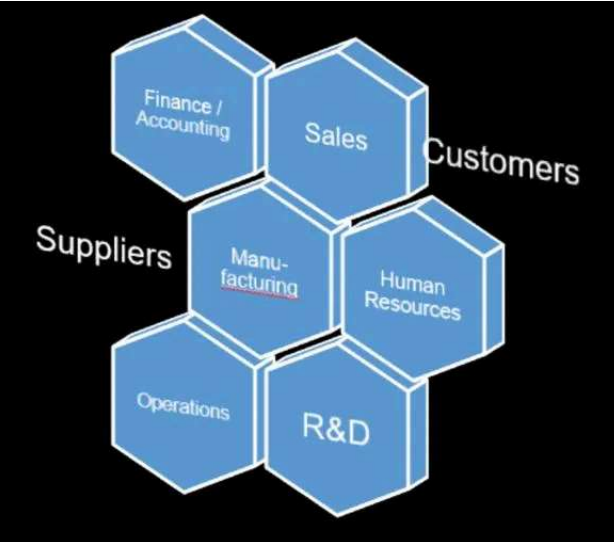 Finance /
Accounting
Sales
Customers
Suppliers
Manu-
facturing
Human
Resources
Operations
R&D